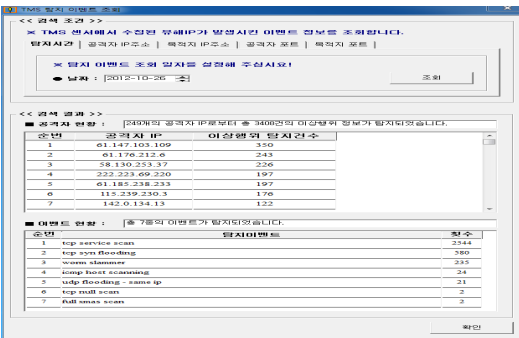 TMS 탐지 이벤트 조회
<< 검색 조건 >>
※ TMS 센서에서 수집된 유해IP가 발생시킨 이벤트 정보를 조회합니다.
탐지시간 | 공격자 IP주소 | 목적지 IP주소 | 공격자 포트 | 목적지 포트 |
※ 탐지 이벤트 조회 일자를 설정해 주십시요!
● 날짜 : 2012-10-26 조회
<< 검색 결과 >>
■ 공격자 현황 : 249개의 공격자 IP로부터 총 3408건의 이상행위 정보가 탐지되었습니다.
순번 공격자 IP 이상행위 탐지건수
1 61.147.103.109 350
2 61.176.212.6 243
3 58.130.253.37 226
4 222.223.69.220 197
5 61.185.238.233 197
6 115.239.230.3 176
7 142.0.134.13 122
■ 이벤트 현황 : 총 7종의 이벤트가 탐지되었습니다.
순번 탐지이벤트 횟수
1 tcp service scan 2544
2 tcp syn flooding 580
3 worm slammer 235
4 icmp host scanning 24
5 udp flooding - same ip 21
6 tcp null scan 2
7 full xmas scan 2
확인